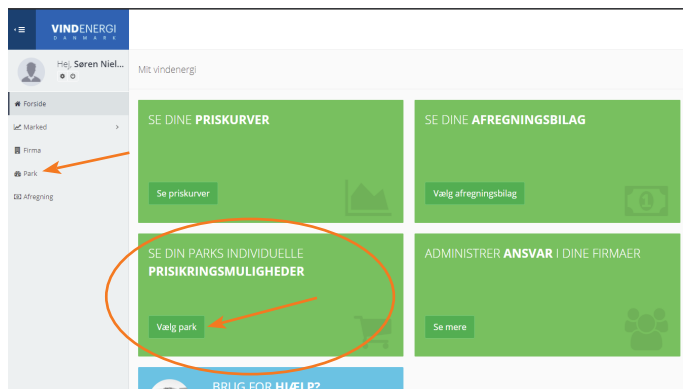 VINDENERGI
DANMARK
Hej, Søren Niel...
Mit vindenergi
Forside
Marked
Firma
Park
Afregning
SE DINE PRISKURVER
Se priskurver
SE DINE AFREGNINGSBILAG
Vælg afregningsbilag
1
SE DIN PARKS INDIVIDUELLE
PRISIKRINGSMULIGHEDER
Vælg park
ADMINISTRER ANSVAR I DINE FIRMAER
Se mere
BRUG FOR HJÆLP?